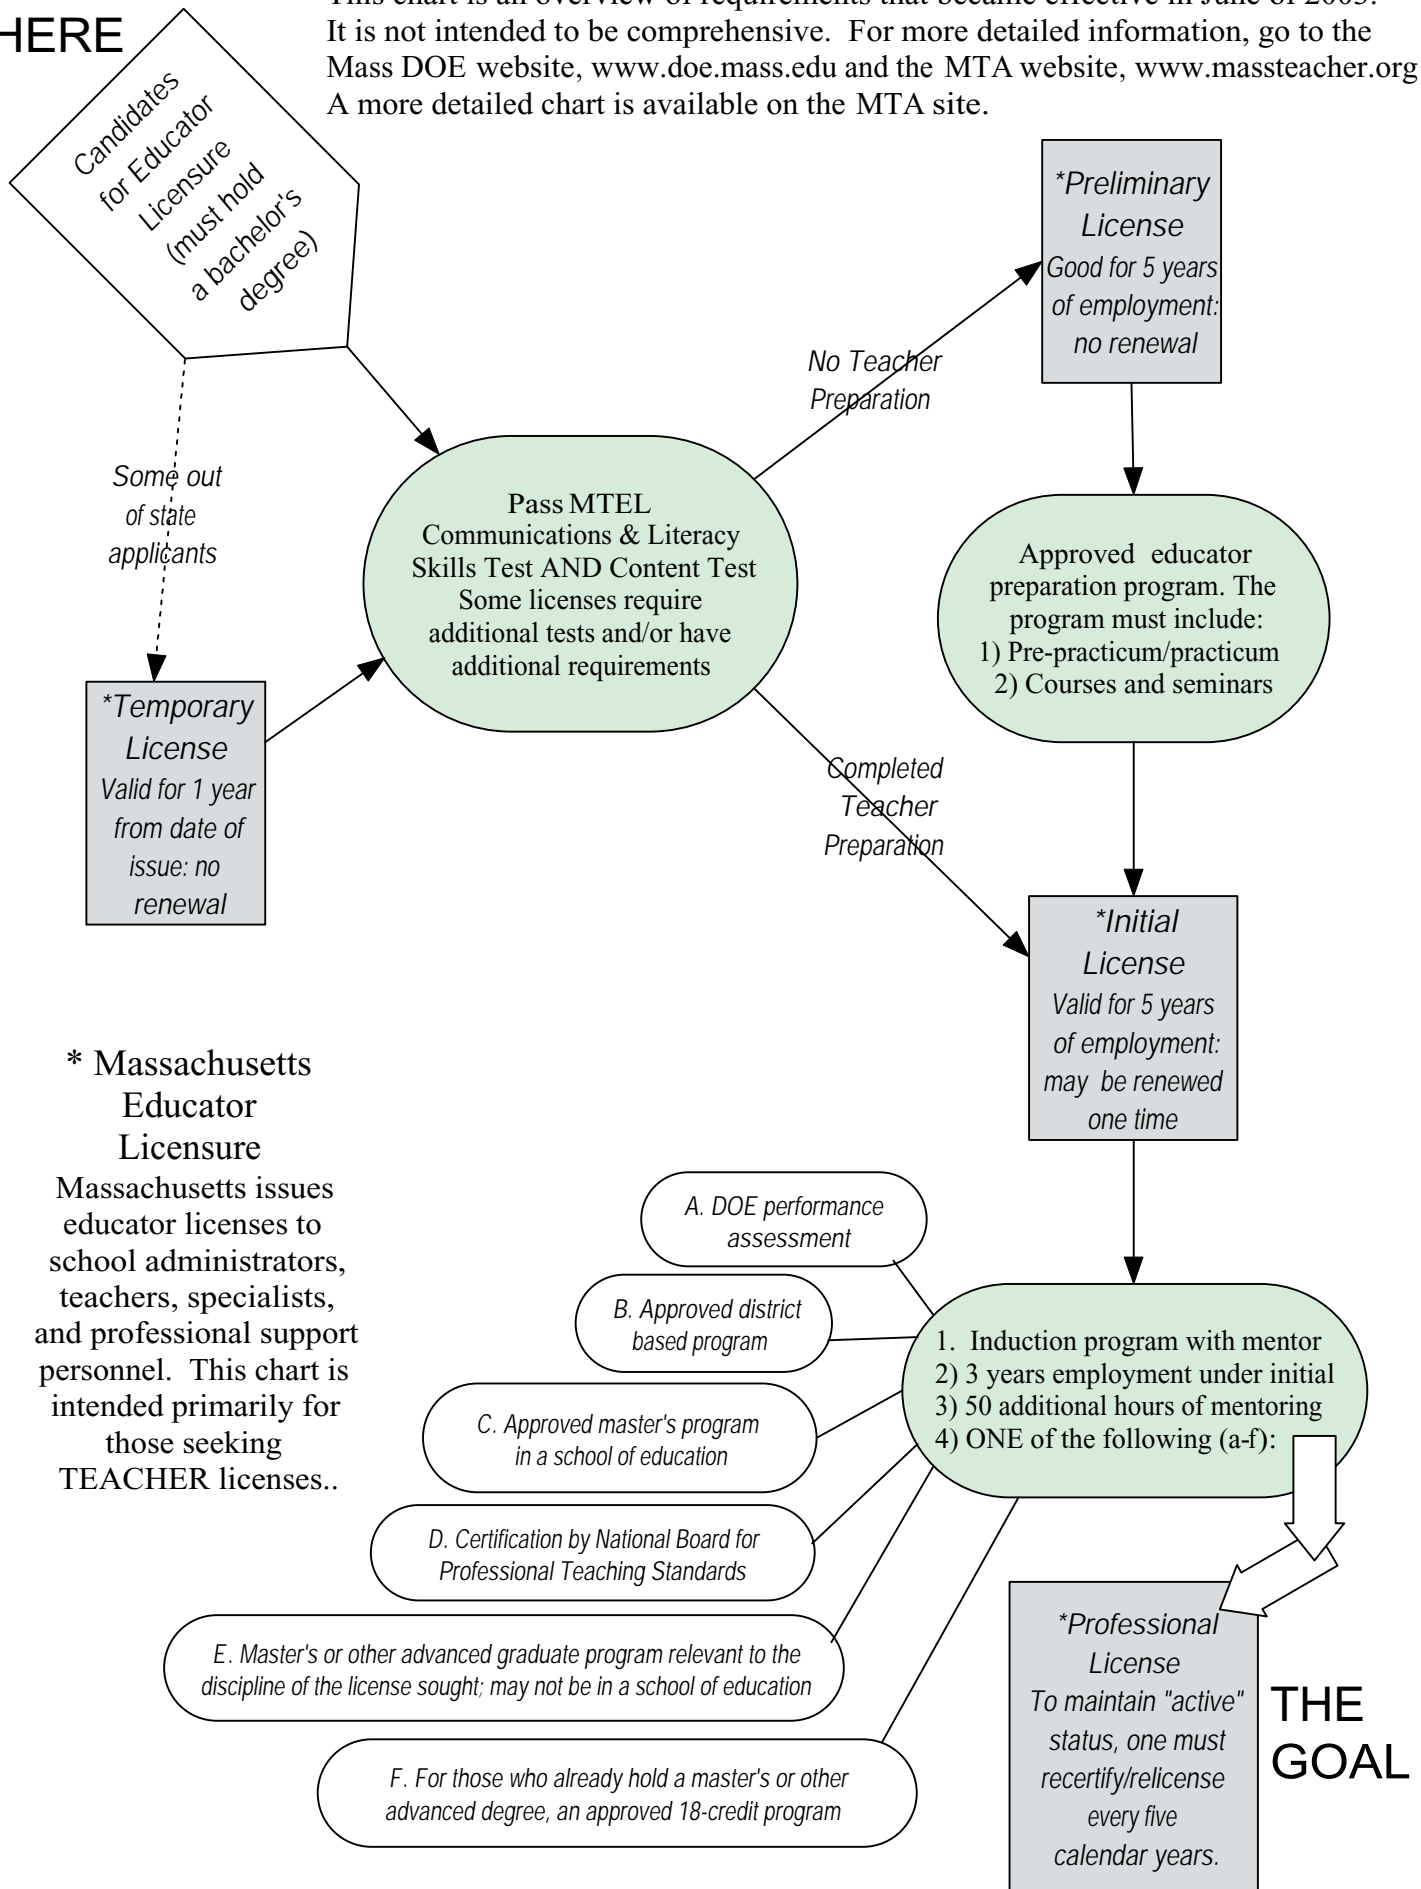 HERE
This chart is an overview of requirements that became effective in June of 2003.
It is not intended to be comprehensive. For more detailed information, go to the
Mass DOE website, www.doe.mass.edu and the MTA website, www.massteacher.org
A more detailed chart is available on the MTA site.
Candidates
for Educator
Licensure
(must hold
a bachelor's
degree)
*Preliminary
License
Good for 5 years
of employment:
no renewal
No Teacher
Preparation
Some out
of state
applicants
Pass MTEL
Communications & Literacy
Skills Test AND Content Test
Some licenses require
additional tests and/or have
additional requirements
Approved educator
preparation program. The
program must include:
1) Pre-practicum/practicum
2) Courses and seminars
*Temporary
License
Valid for 1 year
from date of
issue: no
renewal
Completed
Teacher
Preparation
*Initial
License
Valid for 5 years
of employment:
may be renewed
one time
* Massachusetts
Educator
Licensure
Massachusetts issues
educator licenses to
school administrators,
teachers, specialists,
and professional support
personnel. This chart is
intended primarily for
those seeking
TEACHER licenses..
A. DOE performance
assessment
B. Approved district
based program
C. Approved master's program
in a school of education
D. Certification by National Board for
Professional Teaching Standards
E. Master's or other advanced graduate program relevant to the
discipline of the license sought; may not be in a school of education
F. For those who already hold a master's or other
advanced degree, an approved 18-credit program
1. Induction program with mentor
2) 3 years employment under initial
3) 50 additional hours of mentoring
4) ONE of the following (a-f):
*Professional
License
To maintain "active"
status, one must
recertify/relicense
every five
calendar years.
THE
GOAL